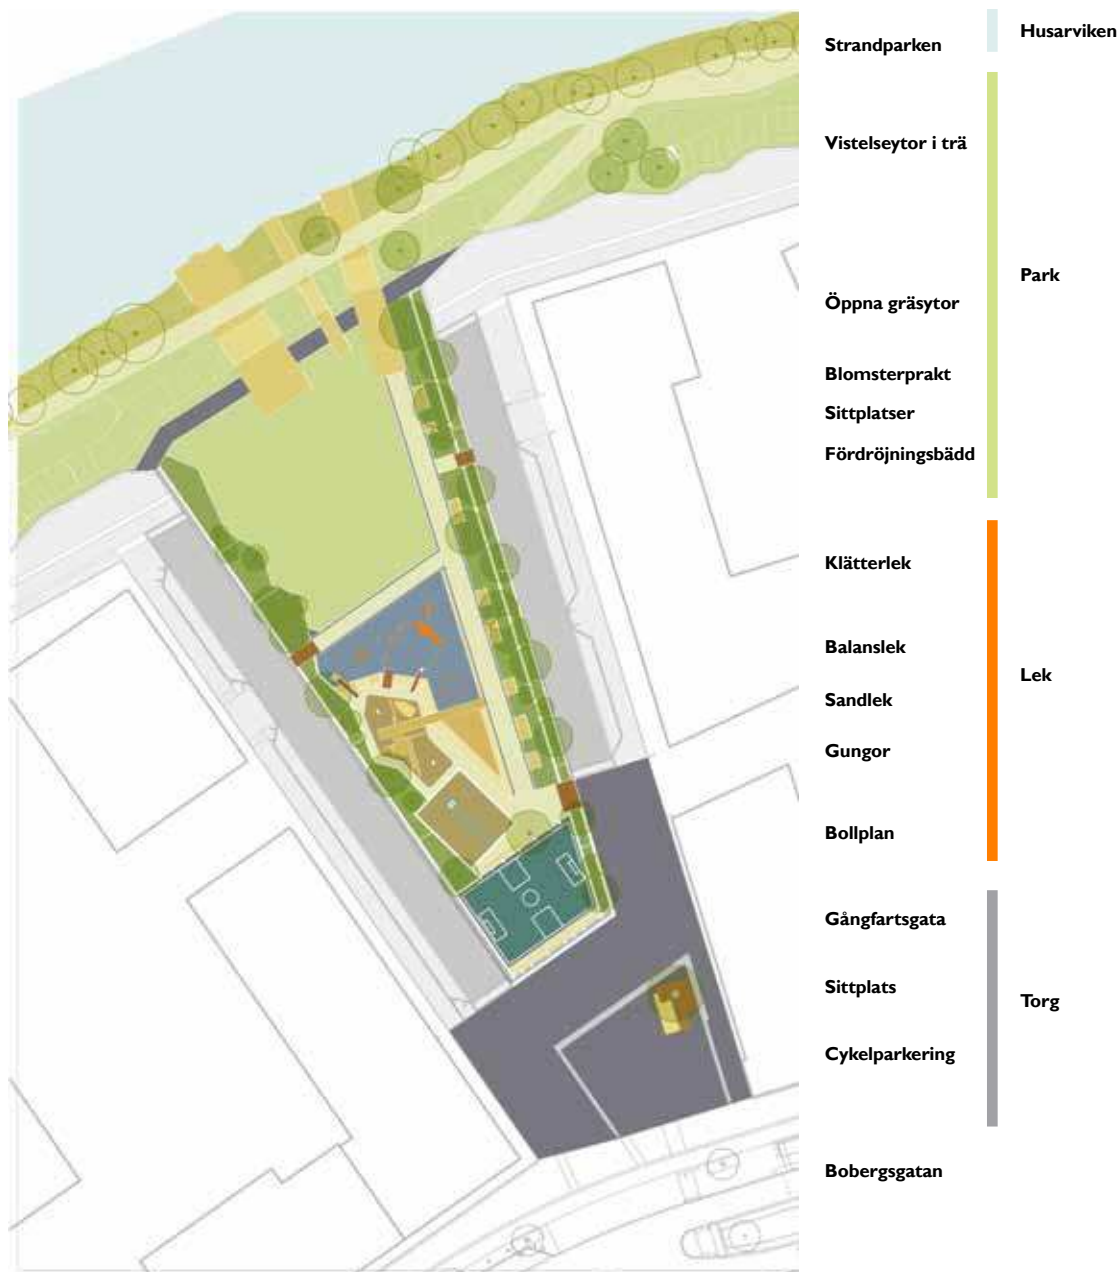 Husarviken
Strandparken
Vistelseytor i trä
Park
Öppna gräsytor
Blomsterprakt
Sittplatser
Fördröjningsbädd
Klätterlek
Balanslek
Lek
Sandlek
Gungor
Bollplan
Gångfartsgata
Sittplats
Torg
Cykelparkering
Bobergsgatan